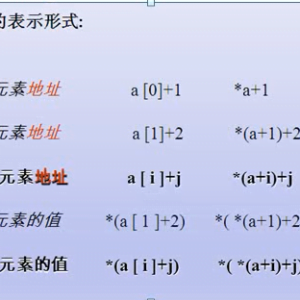 的表示形式:
元素地址 a [0]+1 *a+1
元素地址 a [1]+2 *(a+1)+2
元素地址 a [ i ]+j *(a+i)+j
元素的值 *(a [ 1 ]+2) *( *(a+1)+2
元素的值 *(a [ i ]+j) *( *(a+i)+j)